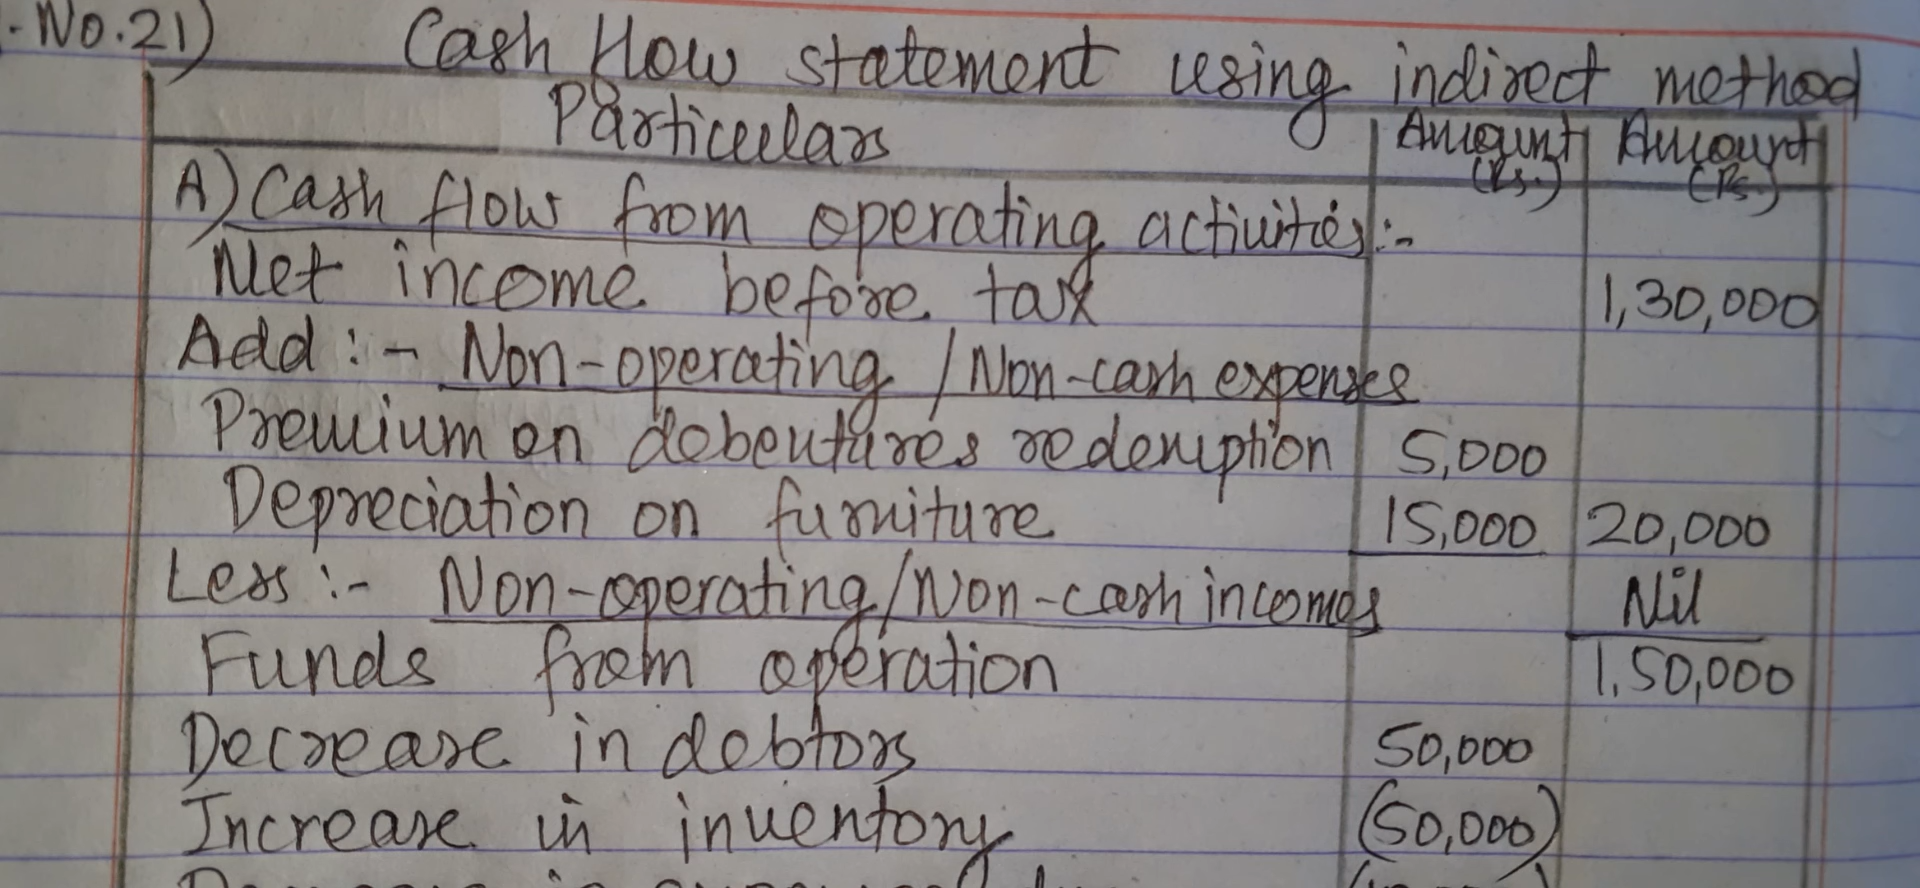 -No.21) Cash flow statement using indirect method
Particulars Amount (Rs.) Amount (Rs.)
A) Cash flow from operating activities:-
Net income before tax 1,30,000
Add :- Non-operating / Non-cash expenses
Premium on debentures redemption 5,000
Depreciation on furniture 15,000 20,000
Less :- Non-operating/Non-cash incomes Nil
Funds from operation 1,50,000
Decrease in debtors 50,000
Increase in inventory (50,000)